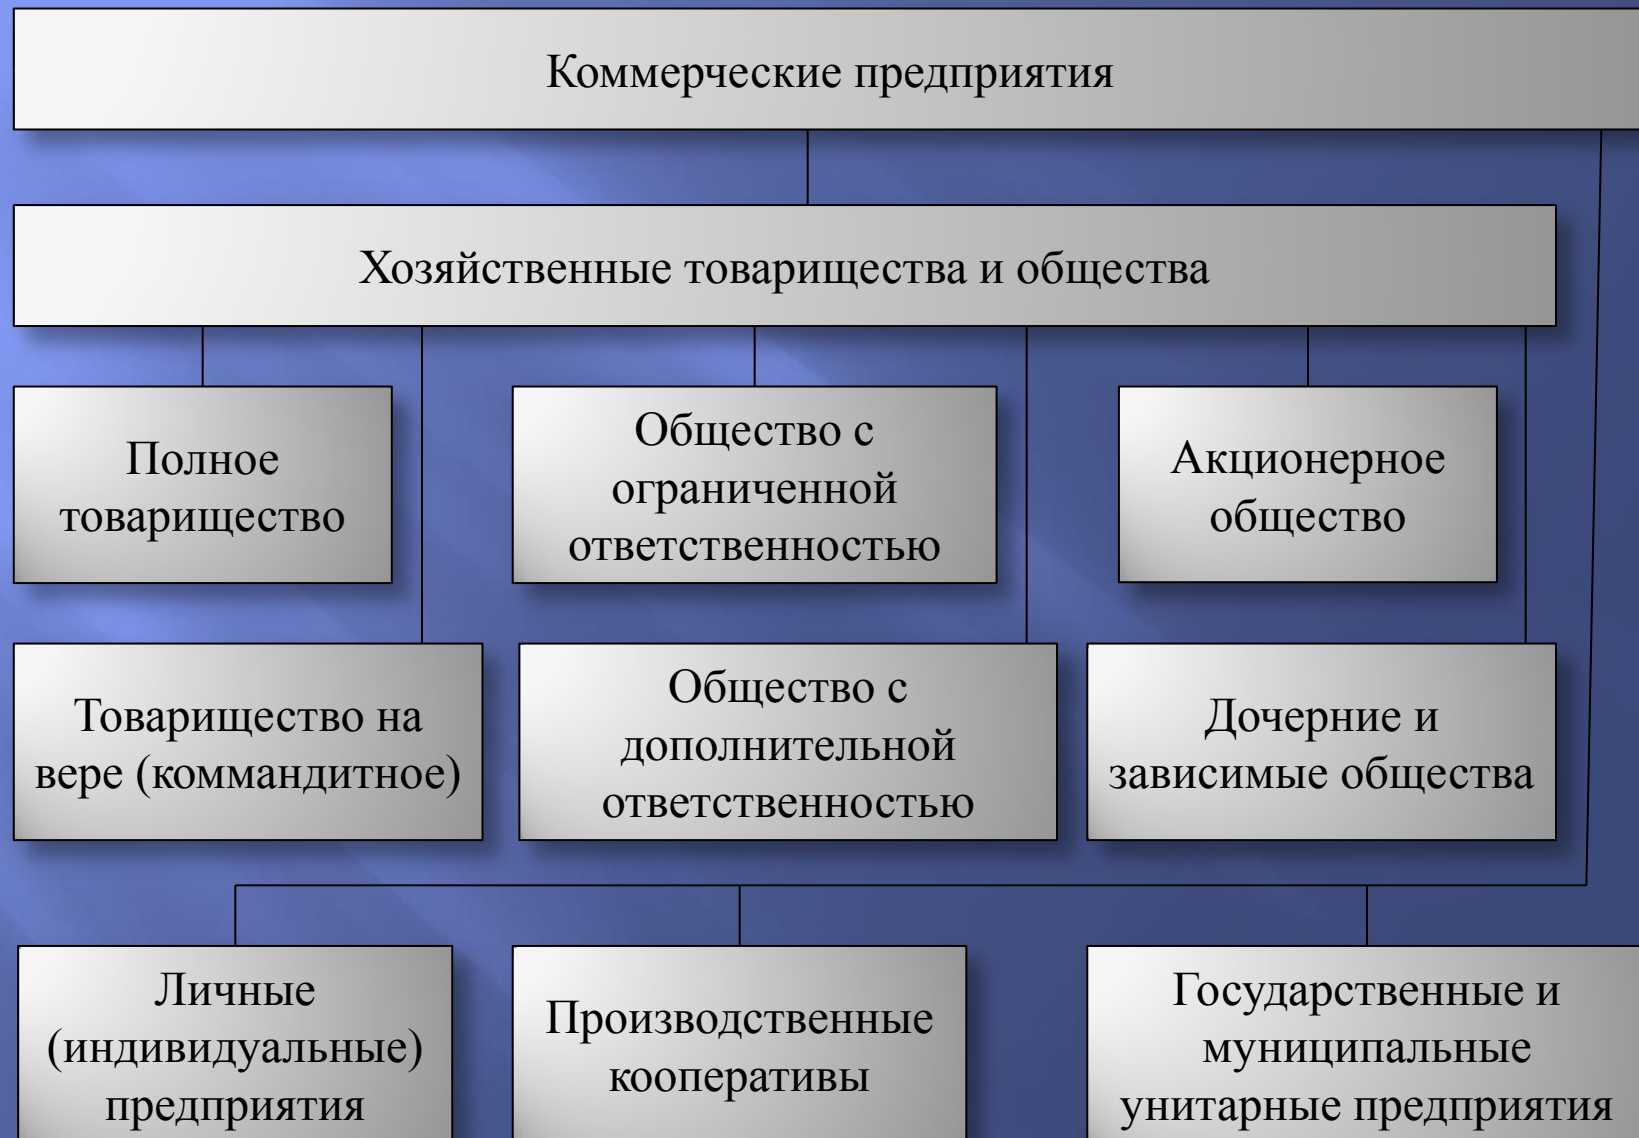 Коммерческие предприятия
Хозяйственные товарищества и общества
Полное
товарищество
Общество с
ограниченной
ответственностью
Акционерное
общество
Товарищество на
вере (коммандитное)
Общество с
дополнительной
ответственностью
Дочерние и
зависимые общества
Личные
(индивидуальные)
предприятия
Производственные
кооперативы
Государственные и
муниципальные
унитарные предприятия